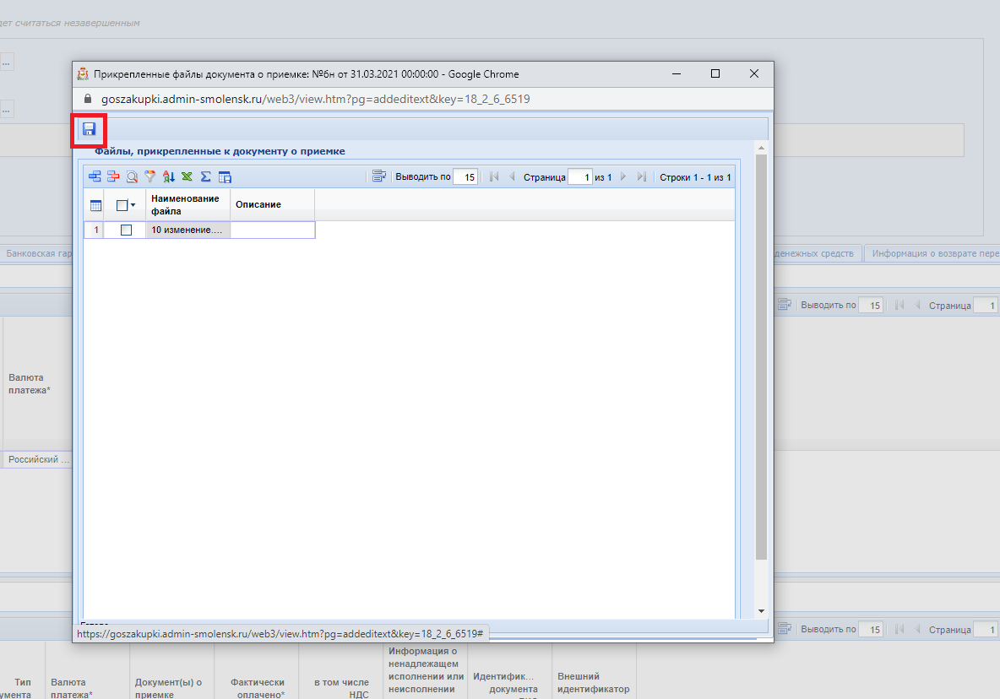 дет считаться незавершенным
...
Прикрепленные файлы документа о приемке: №бн от 31.03.2021 00:00:00 - Google Chrome
goszakupki.admin-smolensk.ru/web3/view.htm?pg=addeditext&key=18_2_6_6519
...
Файлы, прикрепленные к документу о приемке
Выводить по 15 Страница 1 из 1 Строки 1 - 1 из 1
Наименование файла Описание
1 10 изменение....
Банковская гар
денежных средств Информация о возврате пере
Выводить по 15 Страница 1
Валюта
платежа*
Российский ...
Готово
https://goszakupki.admin-smolensk.ru/web3/view.htm?pg=addeditext&key=18_2_6_6519#
Выводить по 15 Страница 1
Тип
умента
Валюта
платежа*
Документ(ы) о
приемке
Фактически
оплачено*
в том числе
НДС
Информация о
ненадлежащем
исполнении или
неисполнении
Идентифик...
документа
Внешний
идентификатор